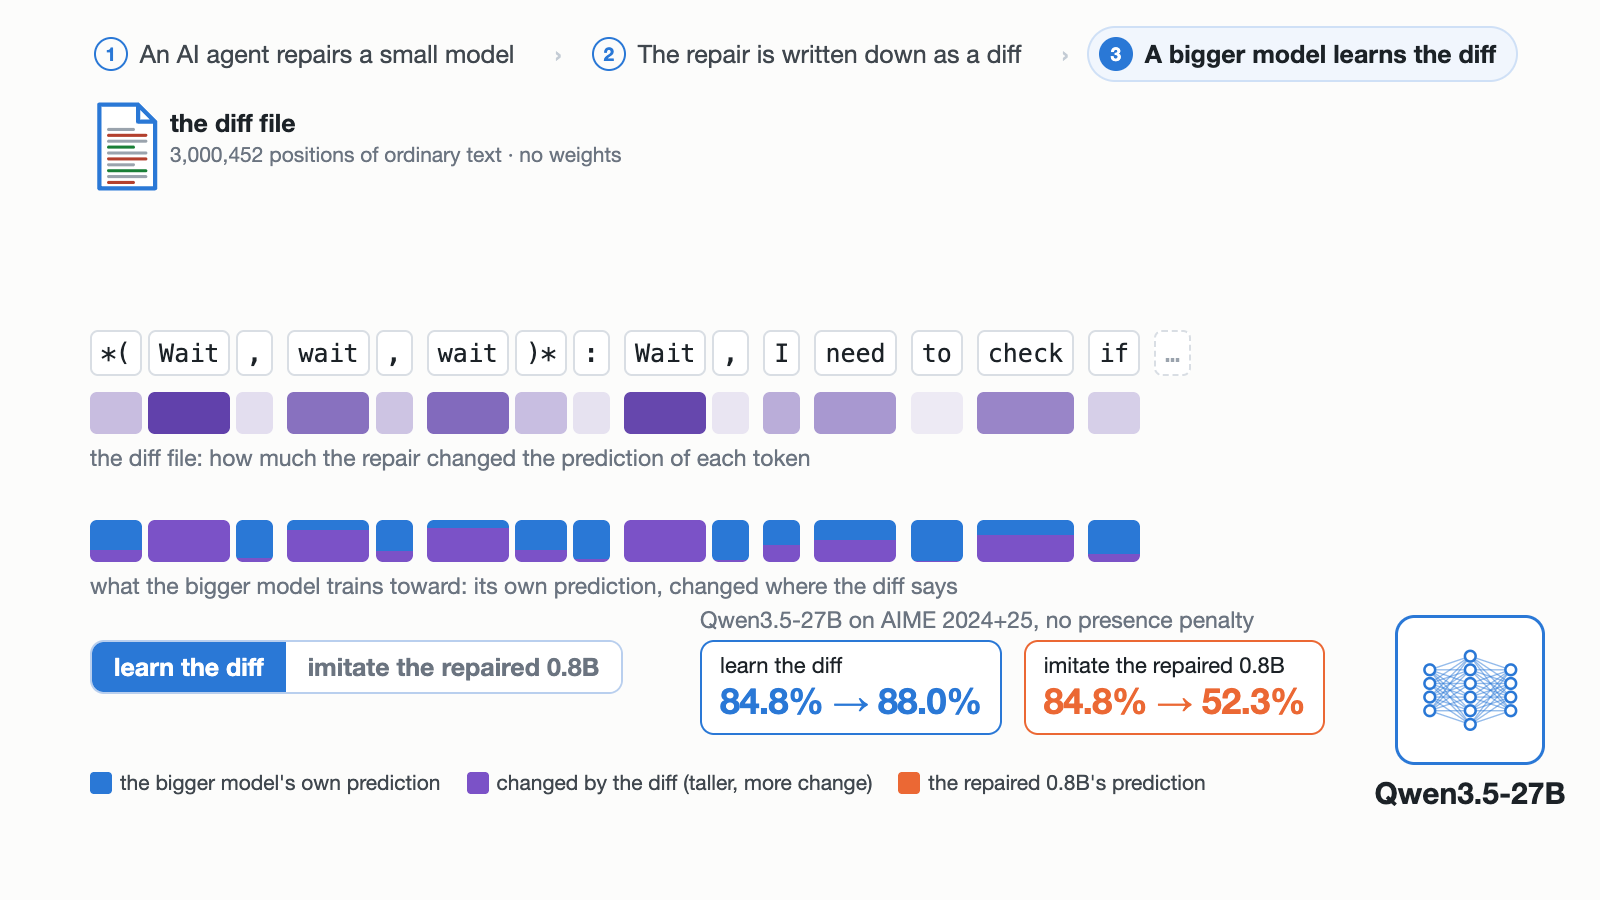 1 An AI agent repairs a small model › 2 The repair is written down as a diff › 3 A bigger model learns the diff
the diff file
3,000,452 positions of ordinary text · no weights
*( Wait , wait , wait )* : Wait , I need to check if …
the diff file: how much the repair changed the prediction of each token
what the bigger model trains toward: its own prediction, changed where the diff says
Qwen3.5-27B on AIME 2024+25, no presence penalty
learn the diff imitate the repaired 0.8B
learn the diff
84.8% → 88.0%
imitate the repaired 0.8B
84.8% → 52.3%
the bigger model's own prediction changed by the diff (taller, more change) the repaired 0.8B's prediction
Qwen3.5-27B